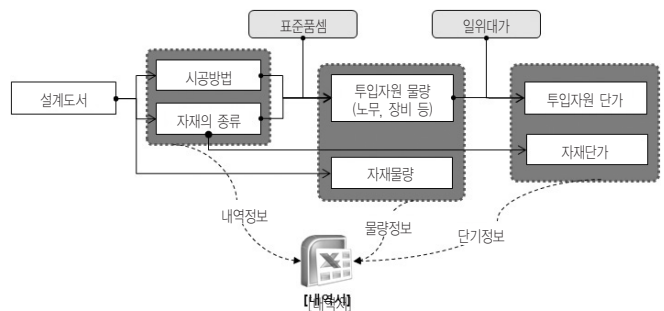 표준품셈
일위대가
시공방법
설계도서
자재의 종류
투입자원 물량
(노무, 장비 등)
투입자원 단가
자재단가
자재물량
내역정보
물량정보
단기정보
[내역서]